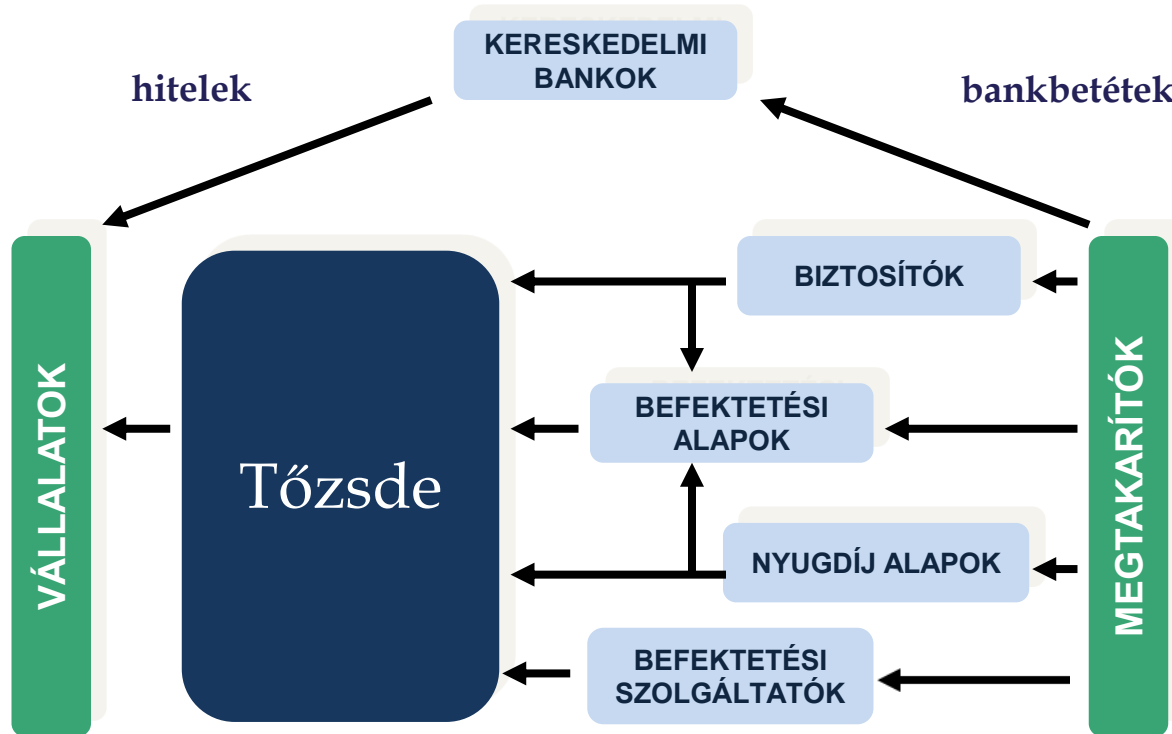 KERESKEDELMI
BANKOK
hitelek
bankbetétek
BIZTOSÍTÓK
VÁLLALATOK
Tőzsde
BEFEKTETÉSI
ALAPOK
MEGTAKARÍTÓK
NYUGDÍJ ALAPOK
BEFEKTETÉSI
SZOLGÁLTATÓK